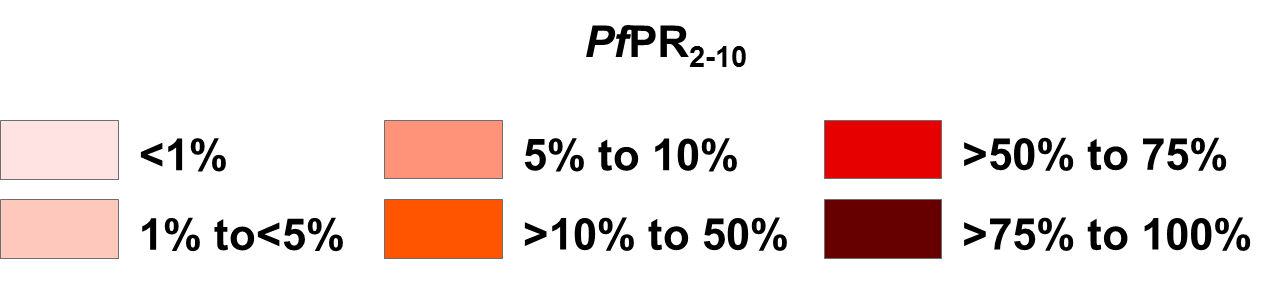 PfPR2-10
<1%
5% to 10%
>50% to 75%
1% to<5%
>10% to 50%
>75% to 100%